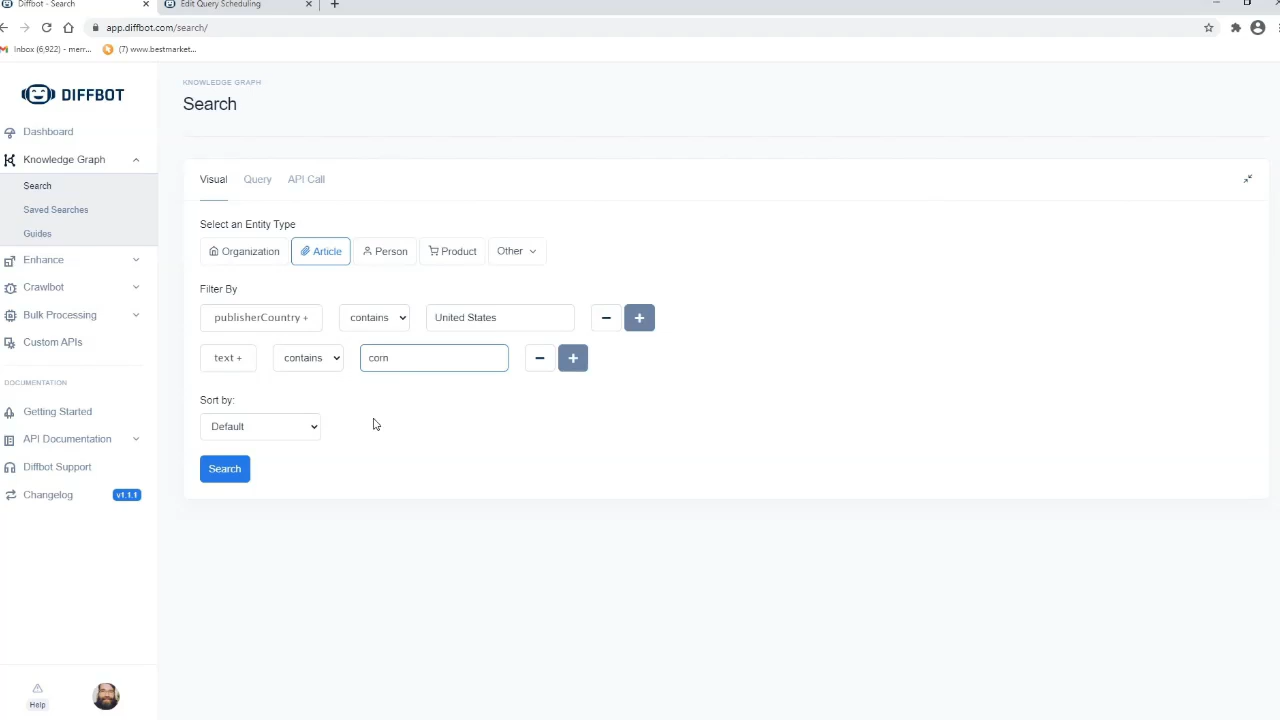 Diffbot - Search
Edit Query Scheduling
app.diffbot.com/search/
Inbox (6,922) - merr...
(7) www.bestmarket...
DIFFBOT
Dashboard
Knowledge Graph
Search
Saved Searches
Guides
Enhance
Crawlbot
Bulk Processing
Custom APIs
DOCUMENTATION
Getting Started
API Documentation
Diffbot Support
Changelog v1.1.1
Help
KNOWLEDGE GRAPH
Search
Visual Query API Call
Select an Entity Type
Organization Article Person Product Other
Filter By
publisherCountry + contains United States
text + contains corn
Sort by:
Default
Search